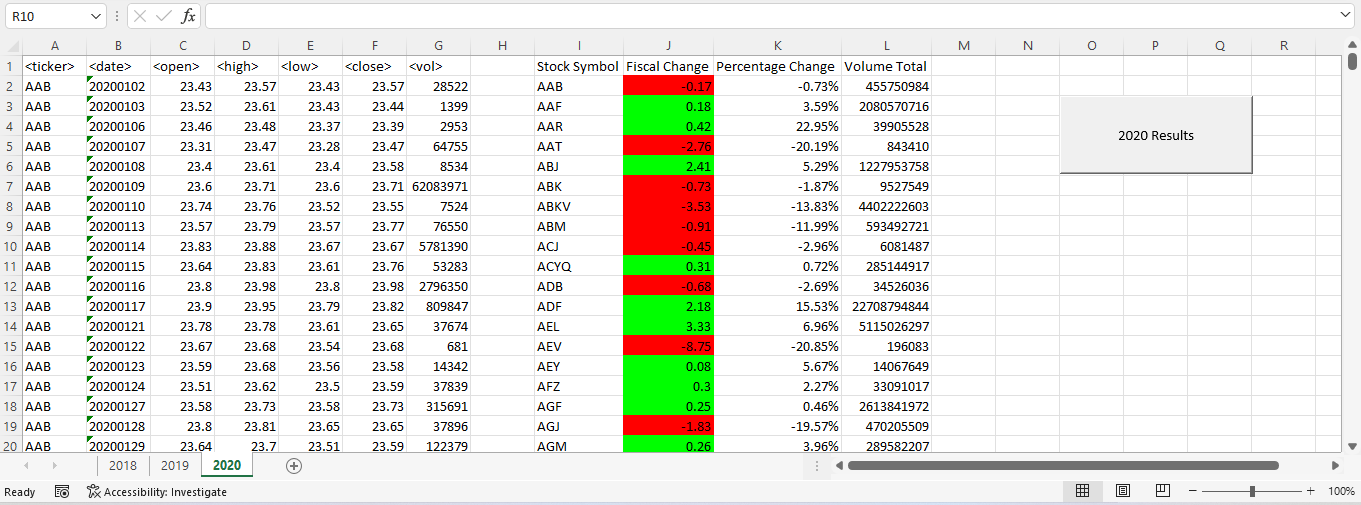 R10 fx
A B C D E F G H I J K L M N O P Q R
1 <ticker> <date> <open> <high> <low> <close> <vol> Stock Symbol Fiscal Change Percentage Change Volume Total
2 AAB 20200102 23.43 23.57 23.43 23.57 28522 AAB -0.17 -0.73% 455750984
3 AAB 20200103 23.52 23.61 23.43 23.44 1399 AAF 0.18 3.59% 2080570716
4 AAB 20200106 23.46 23.48 23.37 23.39 2953 AAR 0.42 22.95% 39905528
5 AAB 20200107 23.31 23.47 23.28 23.47 64755 AAT -2.76 -20.19% 843410
2020 Results
6 AAB 20200108 23.4 23.61 23.4 23.58 8534 ABJ 2.41 5.29% 1227953758
7 AAB 20200109 23.6 23.71 23.6 23.71 62083971 ABK -0.73 -1.87% 9527549
8 AAB 20200110 23.74 23.76 23.52 23.55 7524 ABKV -3.53 -13.83% 4402222603
9 AAB 20200113 23.57 23.79 23.57 23.77 76550 ABM -0.91 -11.99% 593492721
10 AAB 20200114 23.83 23.88 23.67 23.67 5781390 ACJ -0.45 -2.96% 6081487
11 AAB 20200115 23.64 23.83 23.61 23.76 53283 ACYQ 0.31 0.72% 285144917
12 AAB 20200116 23.8 23.98 23.8 23.98 2796350 ADB -0.68 -2.69% 34526036
13 AAB 20200117 23.9 23.95 23.79 23.82 809847 ADF 2.18 15.53% 22708794844
14 AAB 20200121 23.78 23.78 23.61 23.65 37674 AEL 3.33 6.96% 5115026297
15 AAB 20200122 23.67 23.68 23.54 23.68 681 AEV -8.75 -20.85% 196083
16 AAB 20200123 23.59 23.68 23.56 23.58 14342 AEY 0.08 5.67% 14067649
17 AAB 20200124 23.51 23.62 23.5 23.59 37839 AFZ 0.3 2.27% 33091017
18 AAB 20200127 23.58 23.73 23.58 23.73 315691 AGF 0.25 0.46% 2613841972
19 AAB 20200128 23.8 23.81 23.65 23.65 37896 AGJ -1.83 -19.57% 470205509
20 AAB 20200129 23.64 23.7 23.51 23.59 122379 AGM 0.26 3.96% 289582207
2018 2019 2020
Ready Accessibility: Investigate 100%